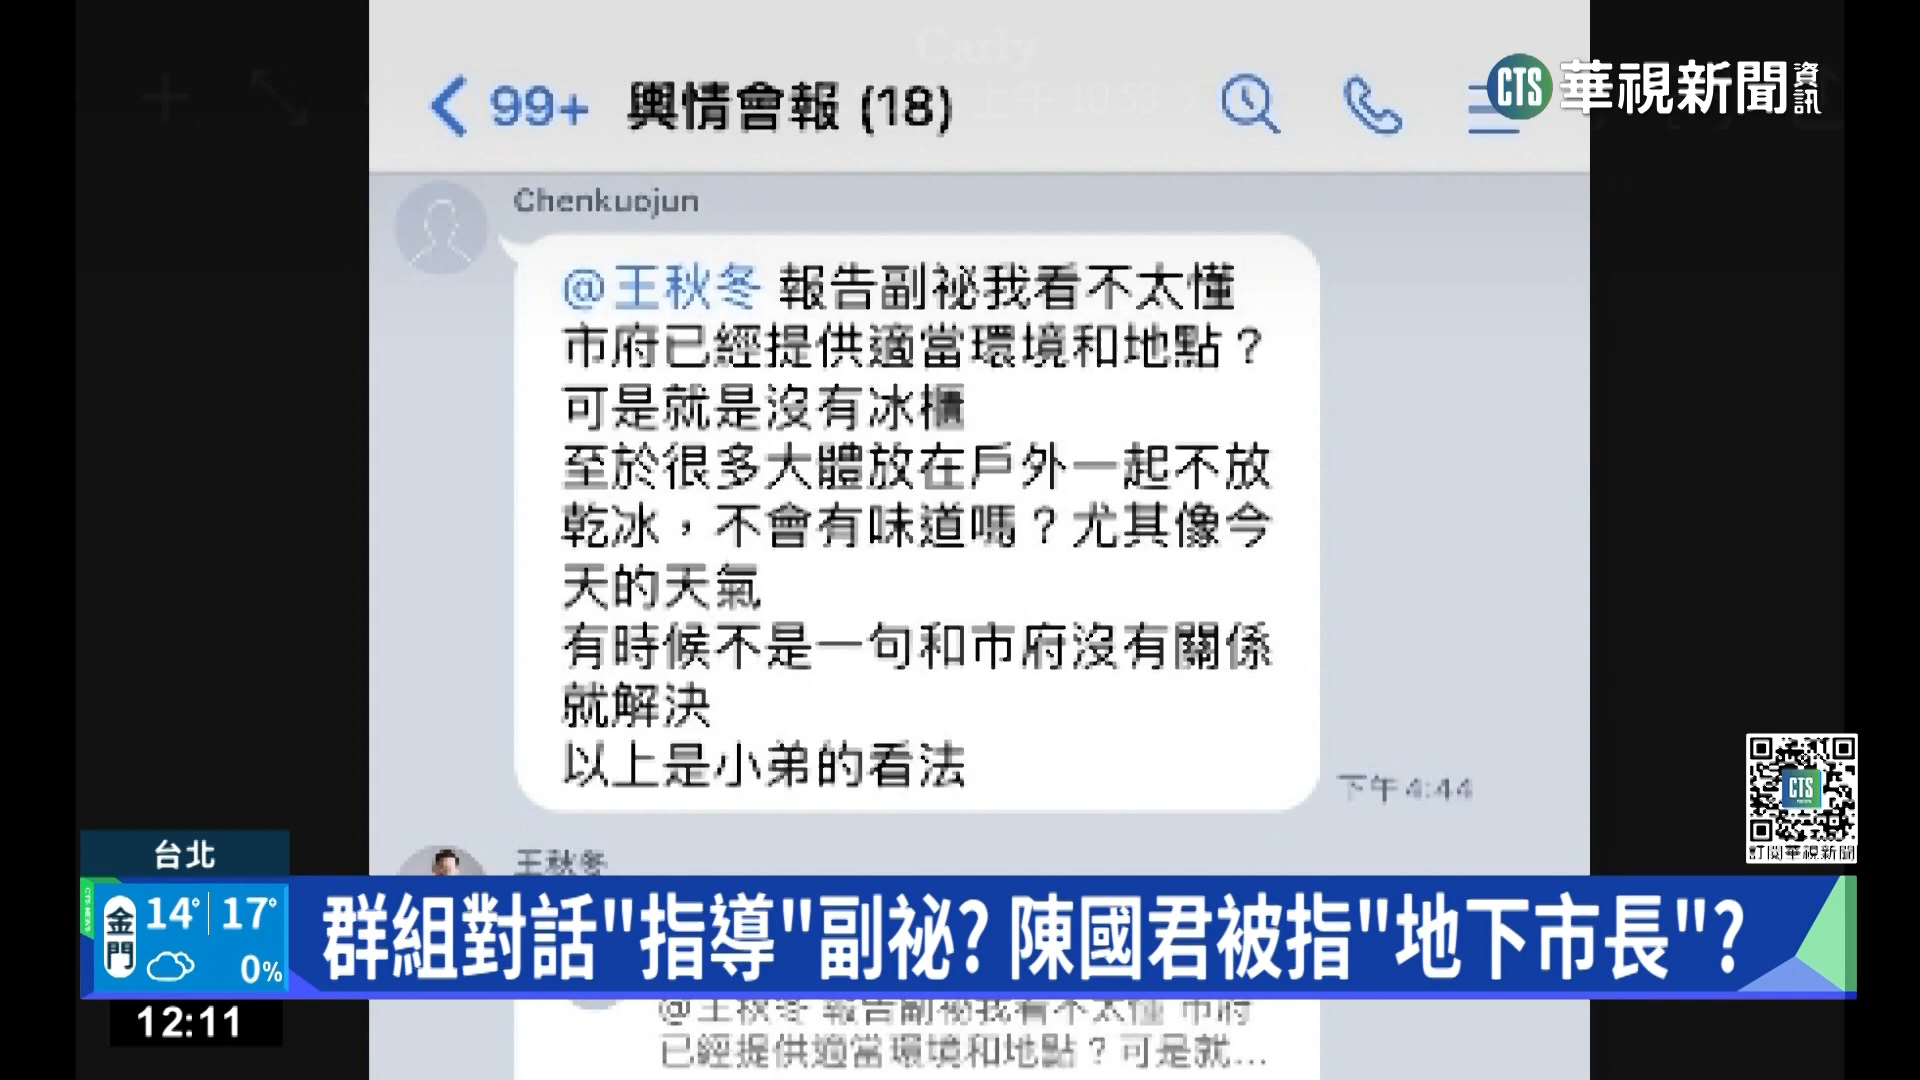 99+ 輿情會報 (18)
CTS 華視新聞 資訊
Chenkuojun
@王秋冬 報告副祕我看不太懂
市府已經提供適當環境和地點？
可是就是沒有冰櫃
至於很多大體放在戶外一起不放
乾冰，不會有味道嗎？尤其像今
天的天氣
有時候不是一句和市府沒有關係
就解決
以上是小弟的看法
下午 4:44
CTS
訂閱華視新聞
台北
王秋冬
金門 14° 17°
0%
群組對話"指導"副祕? 陳國君被指"地下市長"?
12:11
@王秋冬 報告副祕我看不太懂 市府
已經提供適當環境和地點？可是就...